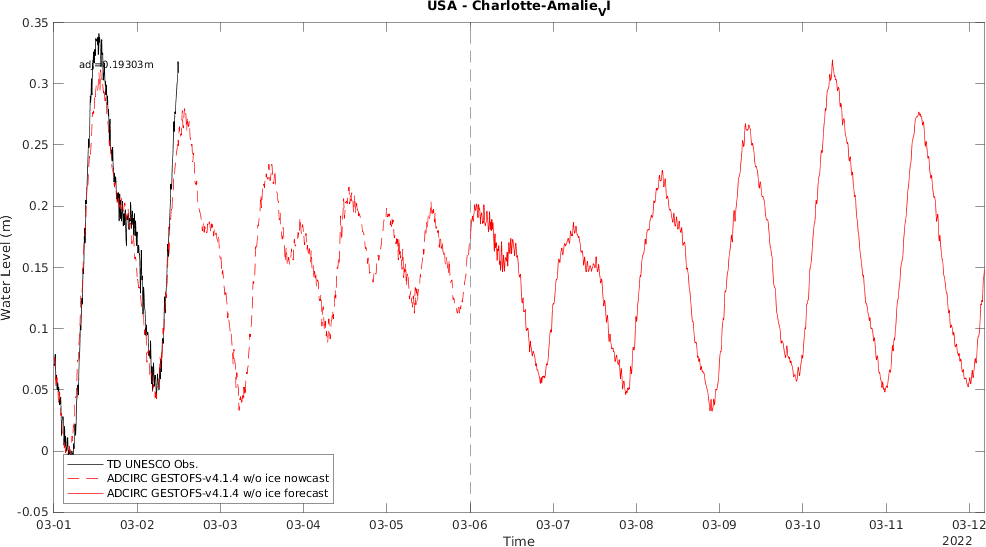 USA - Charlotte-AmalieVI
0.35
adj=0.19303m
0.3
0.25
0.2
Water Level (m)
0.15
0.1
0.05
0
TD UNESCO Obs.
ADCIRC GESTOFS-v4.1.4 w/o ice nowcast
ADCIRC GESTOFS-v4.1.4 w/o ice forecast
-0.05
03-01 03-02 03-03 03-04 03-05 03-06 03-07 03-08 03-09 03-10 03-11 03-12
Time 2022